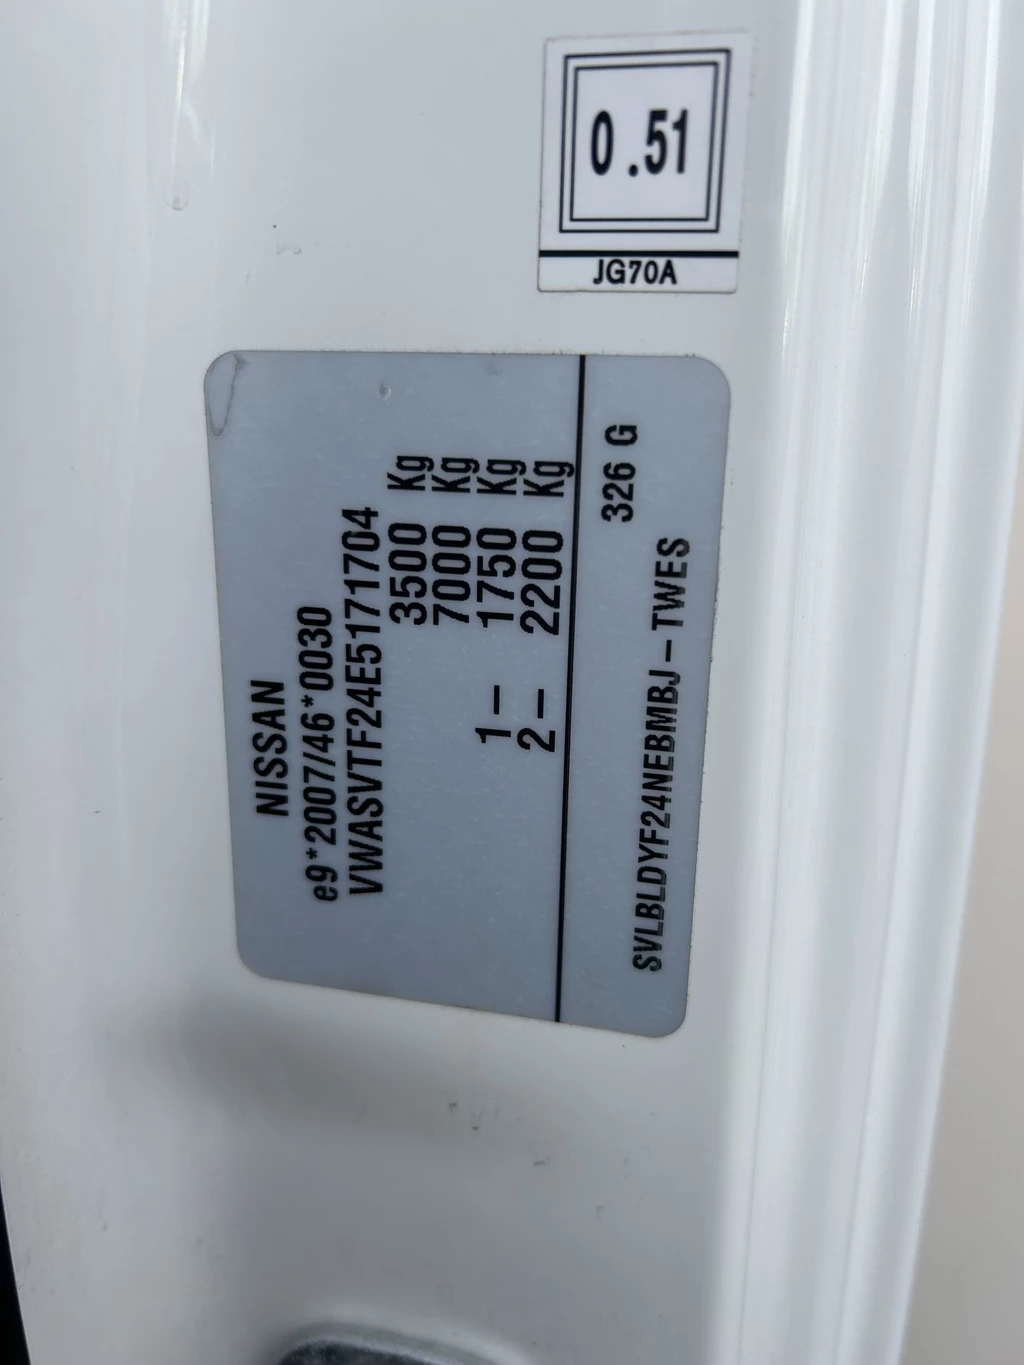 0.51
JG70A
NISSAN
e9*2007/46*0030
VWASVTF24E5171704
3500 Kg
7000 Kg
1– 1750 Kg
2– 2200 Kg
326 G
SVLBLDYF24NEBMBJ–TWES